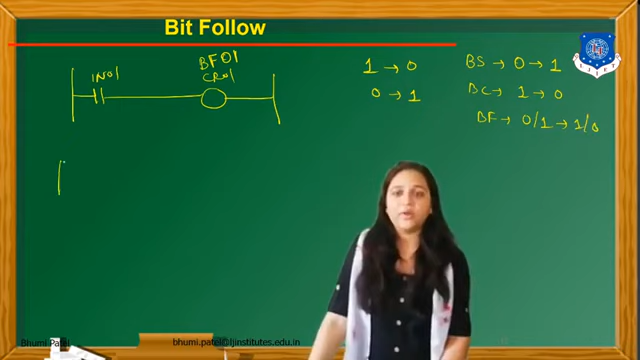 Bit Follow
IN01
BF01
CR01
1 → 0
0 → 1
BS → 0 → 1
BC → 1 → 0
BF → 0/1 → 1/0
LJIET
Bhumi Patel
bhumi.patel@ljinstitutes.edu.in